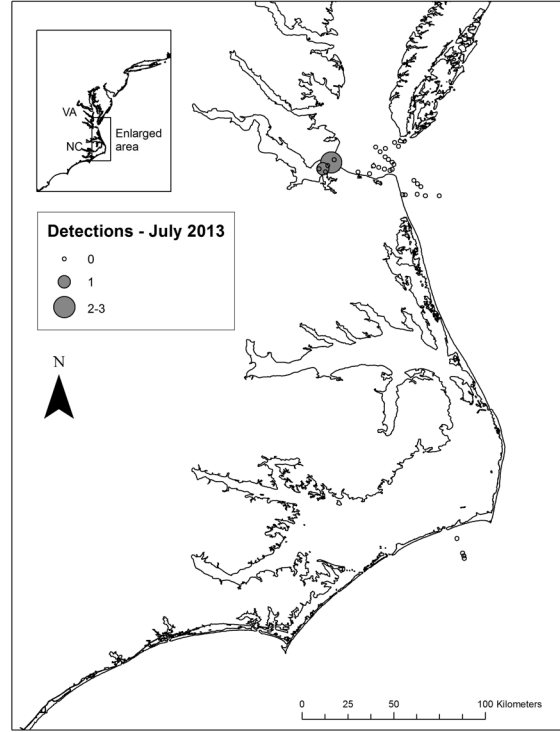 VA
NC
Enlarged
area
Detections - July 2013
0
1
2-3
N
0 25 50 100 Kilometers